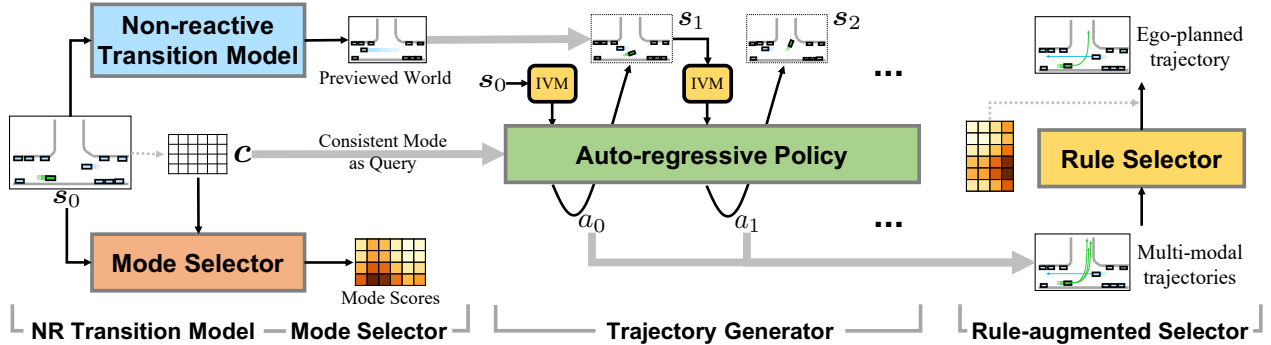 Non-reactive
Transition Model
Previewed World
s0
c
Consistent Mode
as Query
Mode Selector
Mode Scores
NR Transition Model
Mode Selector
s0
IVM
s1
IVM
s2
...
Auto-regressive Policy
a0
a1
...
Trajectory Generator
Ego-planned
trajectory
Rule Selector
Multi-modal
trajectories
Rule-augmented Selector